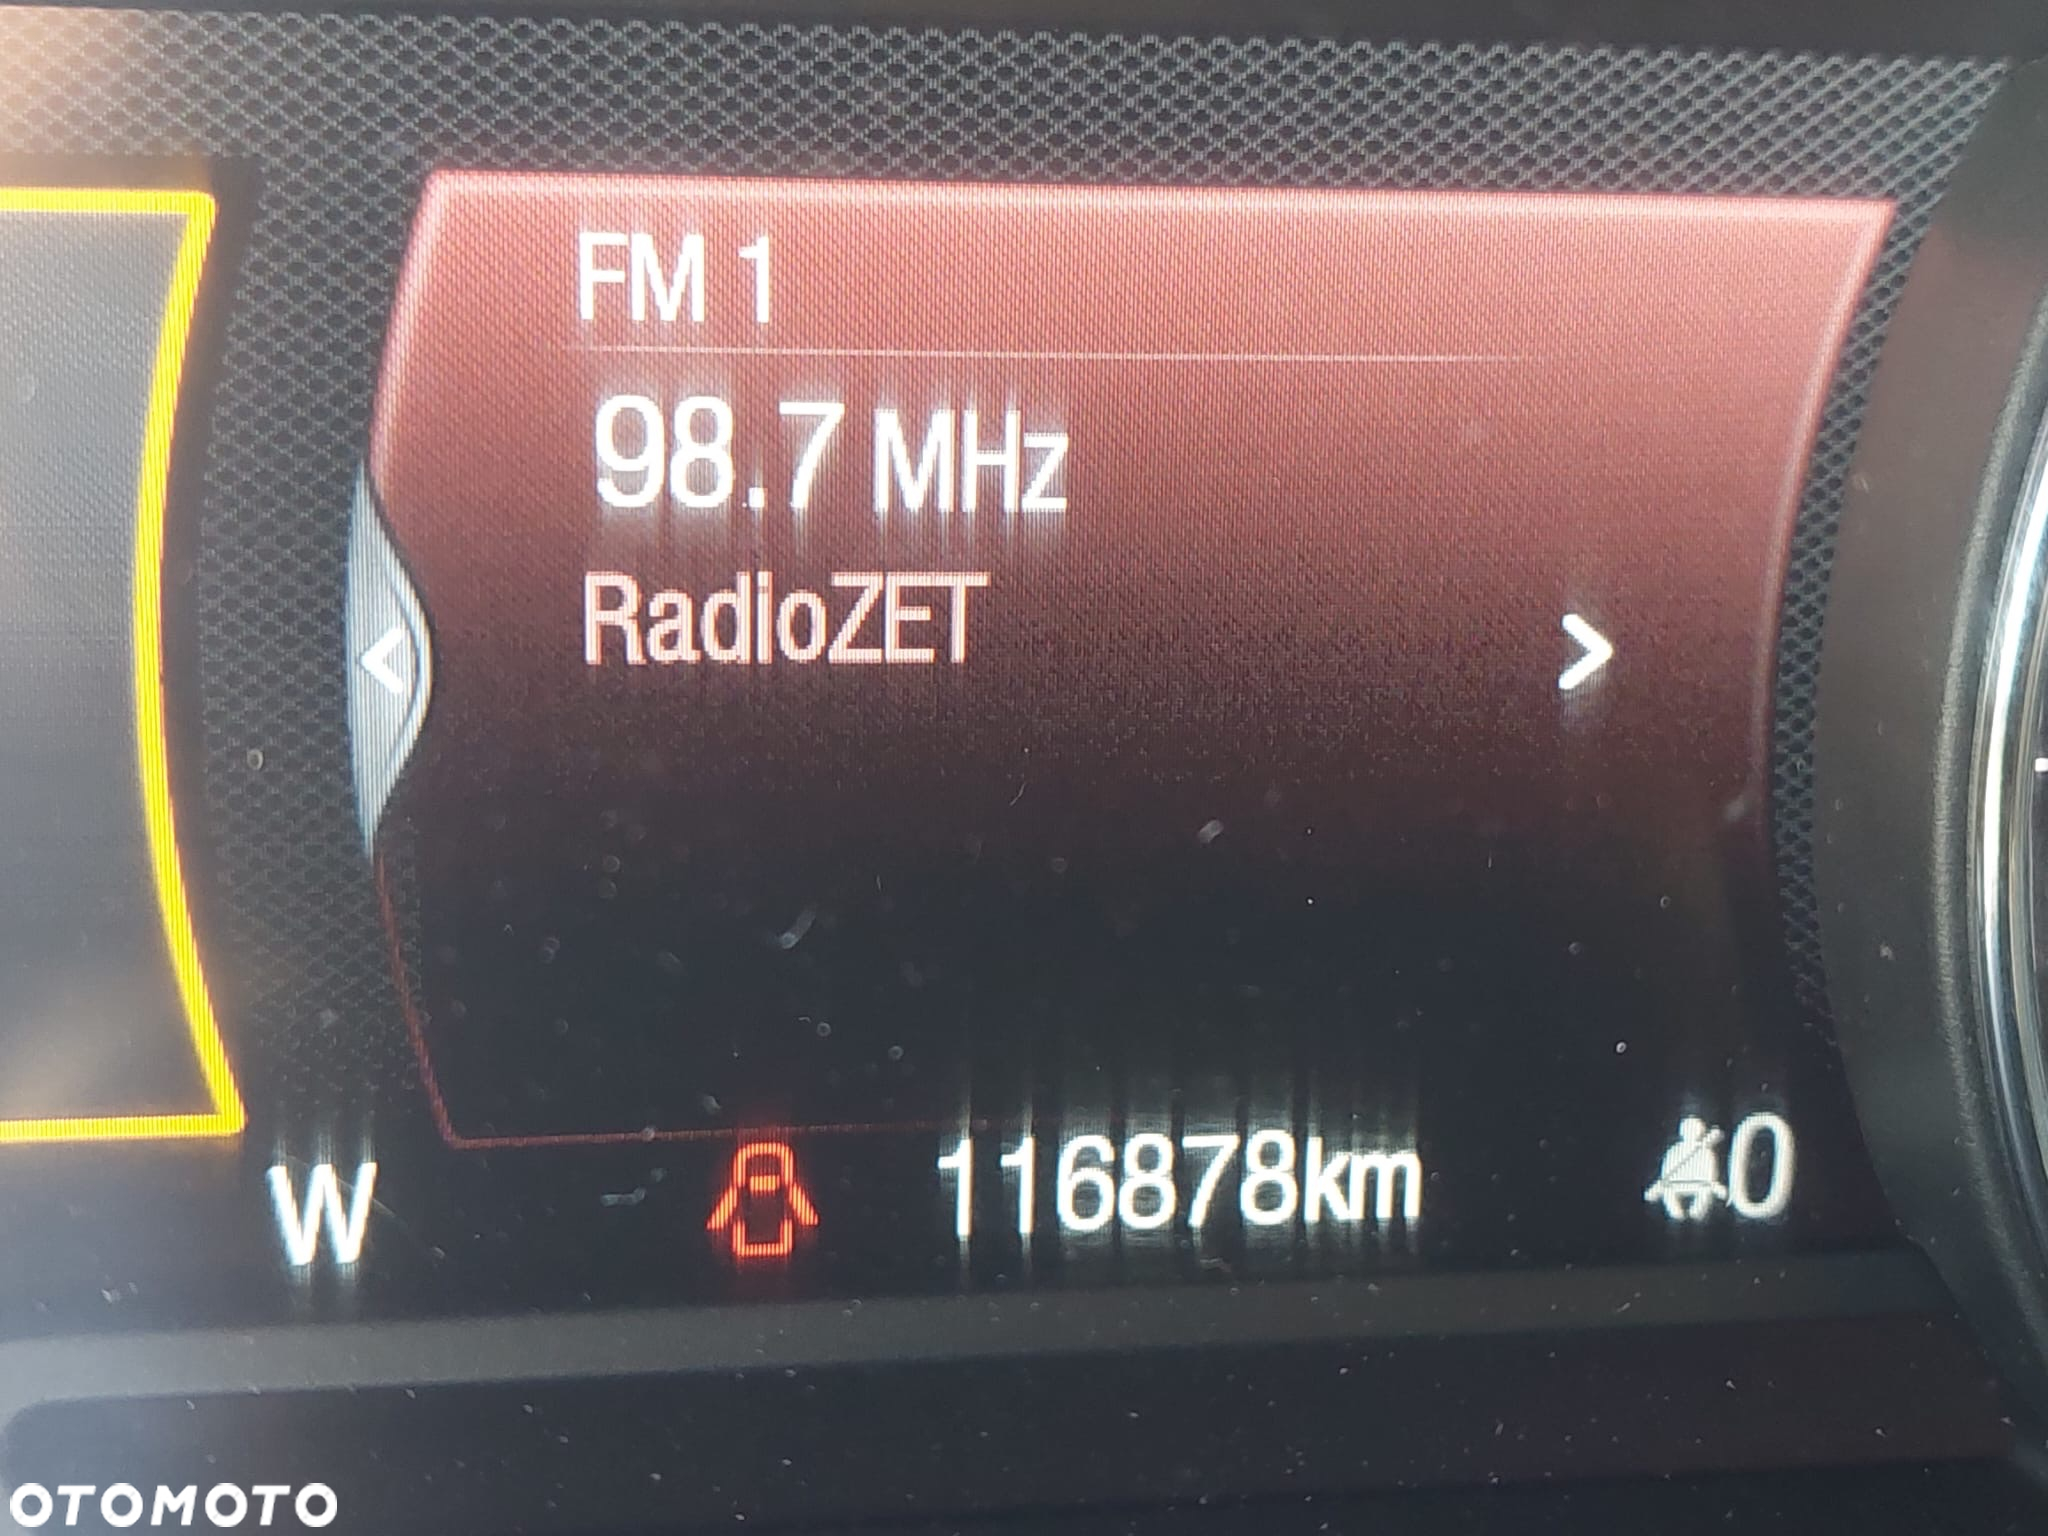 FM 1
98.7 MHz
RadioZET
W
116878km
0
OTOMOTO